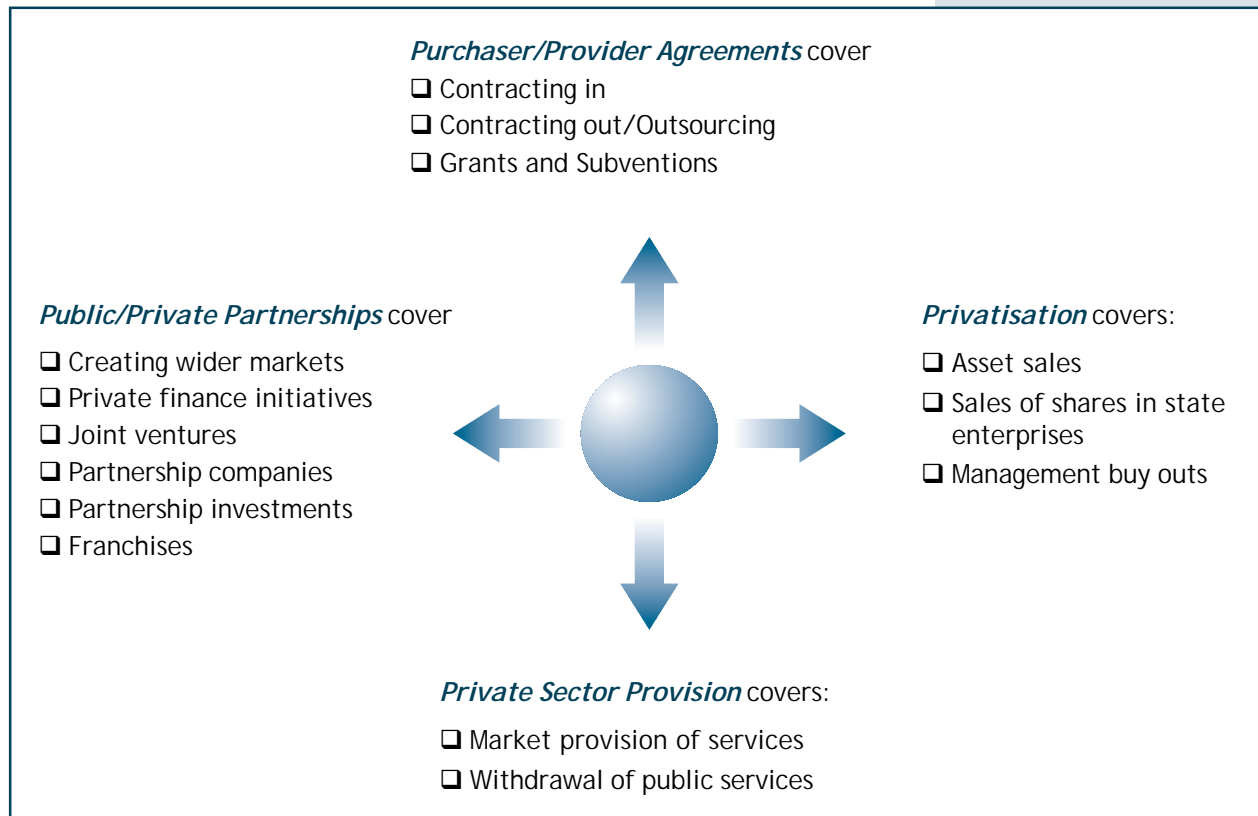 Purchaser/Provider Agreements cover
❑ Contracting in
❑ Contracting out/Outsourcing
❑ Grants and Subventions
Public/Private Partnerships cover
❑ Creating wider markets
❑ Private finance initiatives
❑ Joint ventures
❑ Partnership companies
❑ Partnership investments
❑ Franchises
Privatisation covers:
❑ Asset sales
❑ Sales of shares in state
enterprises
❑ Management buy outs
Private Sector Provision covers:
❑ Market provision of services
❑ Withdrawal of public services